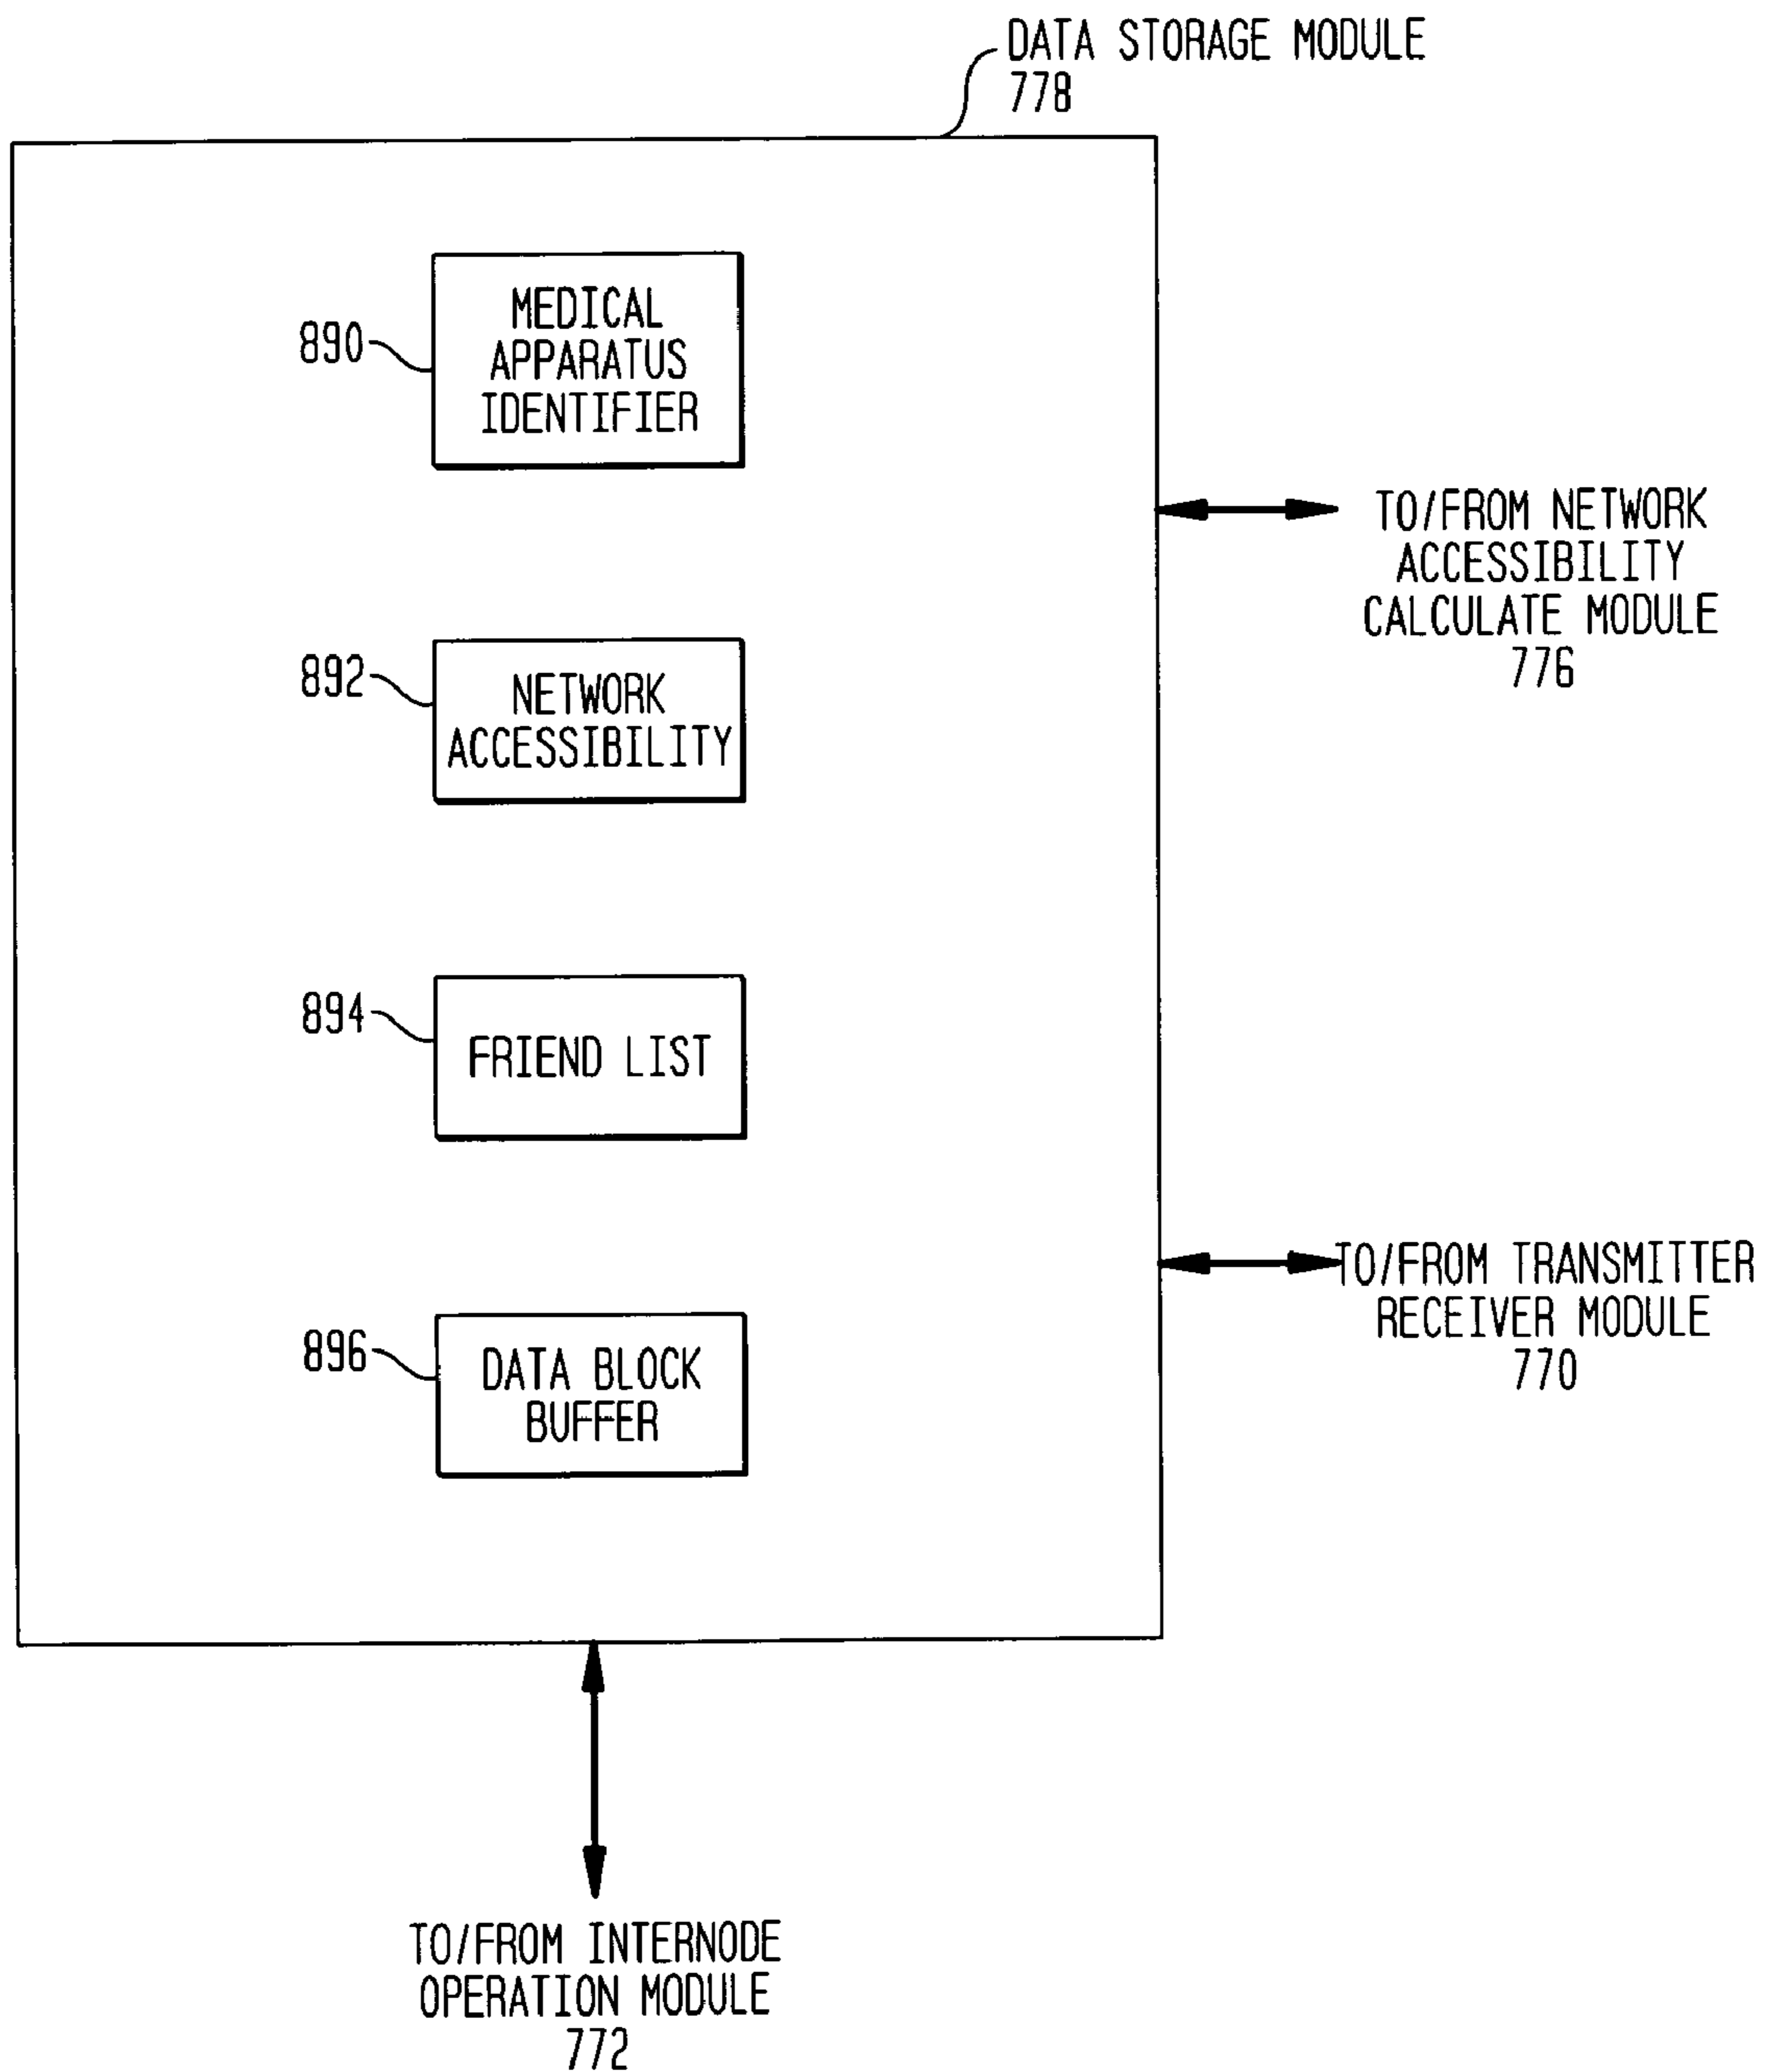 DATA STORAGE MODULE
778
MEDICAL
APPARATUS
IDENTIFIER
890
TO/FROM NETWORK
ACCESSIBILITY
CALCULATE MODULE
776
892
NETWORK
ACCESSIBILITY
894
FRIEND LIST
TO/FROM TRANSMITTER
RECEIVER MODULE
770
896
DATA BLOCK
BUFFER
TO/FROM INTERNODE
OPERATION MODULE
772